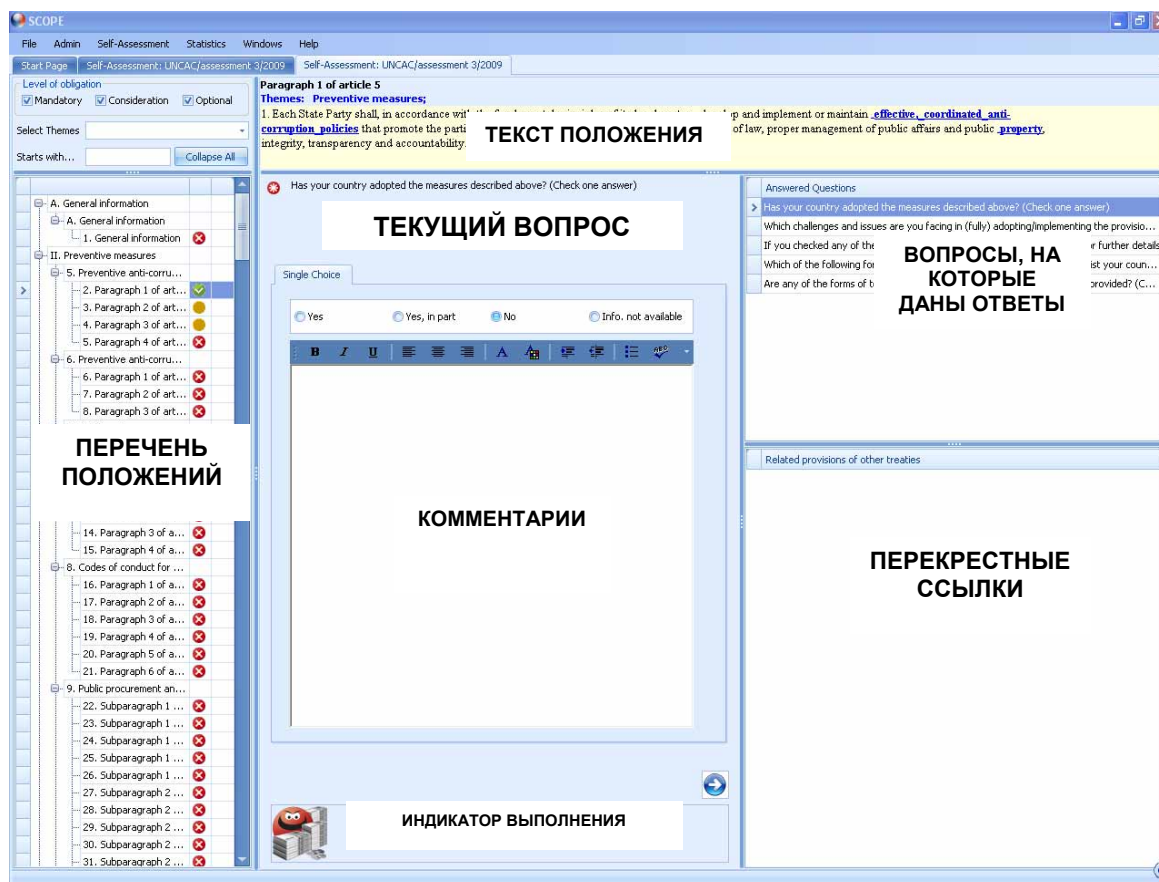 SCOPE
File Admin Self-Assessment Statistics Windows Help
Start Page Self-Assessment: UNCAC/assessment 3/2009 Self-Assessment: UNCAC/assessment 3/2009
Level of obligation
Mandatory Consideration Optional
Select Themes
Starts with... Collapse All
Paragraph 1 of article 5
Themes: Preventive measures;
1. Each State Party shall, in accordance with the fundamental principles of its legal system, develop and implement or maintain effective, coordinated anti-
corruption policies that promote the parti of law, proper management of public affairs and public property,
integrity, transparency and accountability.
ТЕКСТ ПОЛОЖЕНИЯ
A. General information
A. General information
1. General information
II. Preventive measures
5. Preventive anti-corru...
2. Paragraph 1 of art...
3. Paragraph 2 of art...
4. Paragraph 3 of art...
5. Paragraph 4 of art...
6. Preventive anti-corru...
6. Paragraph 1 of art...
7. Paragraph 2 of art...
8. Paragraph 3 of art...
ПЕРЕЧЕНЬ
ПОЛОЖЕНИЙ
14. Paragraph 3 of a...
15. Paragraph 4 of a...
8. Codes of conduct for ...
16. Paragraph 1 of a...
17. Paragraph 2 of a...
18. Paragraph 3 of a...
19. Paragraph 4 of a...
20. Paragraph 5 of a...
21. Paragraph 6 of a...
9. Public procurement an...
22. Subparagraph 1 ...
23. Subparagraph 1 ...
24. Subparagraph 1 ...
25. Subparagraph 1 ...
26. Subparagraph 1 ...
27. Subparagraph 2 ...
28. Subparagraph 2 ...
29. Subparagraph 2 ...
30. Subparagraph 2 ...
31. Subparagraph 2 ...
Has your country adopted the measures described above? (Check one answer)
ТЕКУЩИЙ ВОПРОС
Single Choice
Yes Yes, in part No Info. not available
B I U A
КОММЕНТАРИИ
ИНДИКАТОР ВЫПОЛНЕНИЯ
Answered Questions
Has your country adopted the measures described above? (Check one answer)
Which challenges and issues are you facing in (fully) adopting/implementing the provisio...
If you checked any of the r further details
Which of the following for ist your coun...
Are any of the forms of t provided? (C...
ВОПРОСЫ, НА
КОТОРЫЕ
ДАНЫ ОТВЕТЫ
Related provisions of other treaties
ПЕРЕКРЕСТНЫЕ
ССЫЛКИ